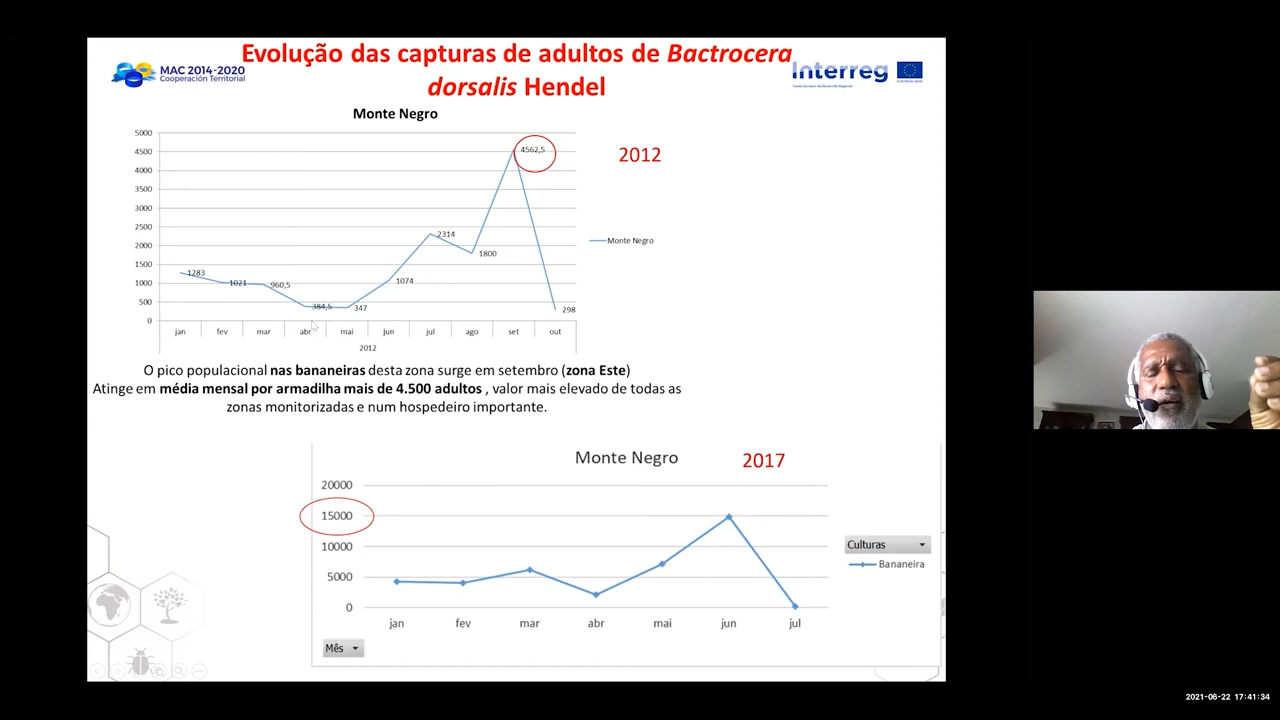 Evolução das capturas de adultos de Bactrocera
dorsalis Hendel
MAC 2014-2020
Cooperación Territorial
Interreg
Monte Negro
2012
5000
4500
4000
3500
3000
2500
2000
1500
1000
500
0
1283
1021
960,5
384,5
347
1074
2314
1800
4562,5
298
Monte Negro
jan fev mar abr mai jun jul ago set out
2012
O pico populacional nas bananeiras desta zona surge em setembro (zona Este)
Atinge em média mensal por armadilha mais de 4.500 adultos , valor mais elevado de todas as
zonas monitorizadas e num hospedeiro importante.
Monte Negro
2017
20000
15000
10000
5000
0
jan fev mar abr mai jun jul
Culturas
Bananeira
Mês
2021-06-22 17:41:34